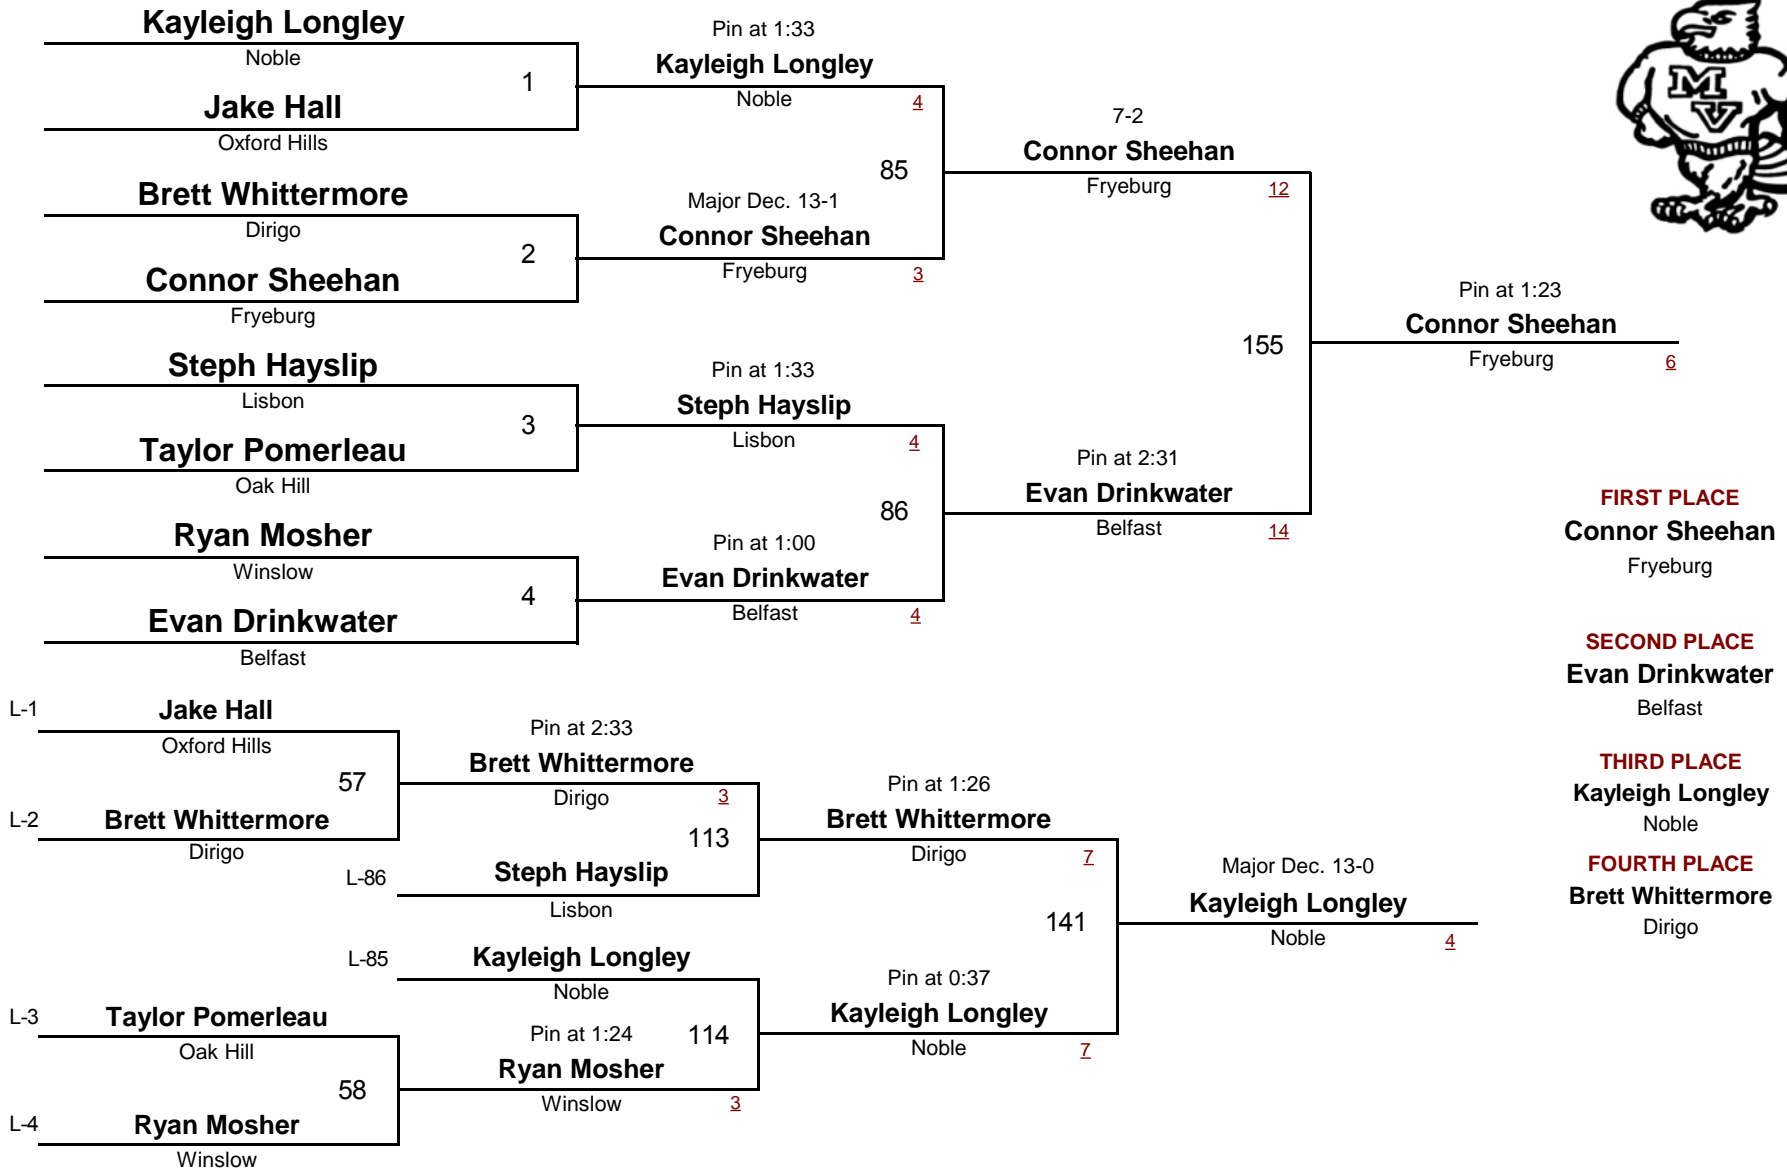 Kayleigh Longley
Noble
1
Jake Hall
Oxford Hills
Brett Whittermore
Dirigo
2
Connor Sheehan
Fryeburg
Steph Hayslip
Lisbon
3
Taylor Pomerleau
Oak Hill
Ryan Mosher
Winslow
4
Evan Drinkwater
Belfast
Pin at 1:33
Kayleigh Longley
Noble
4
85
Major Dec. 13-1
Connor Sheehan
Fryeburg
3
Pin at 1:33
Steph Hayslip
Lisbon
4
86
Pin at 1:00
Evan Drinkwater
Belfast
4
7-2
Connor Sheehan
Fryeburg
12
155
Pin at 2:31
Evan Drinkwater
Belfast
14
Pin at 1:23
Connor Sheehan
Fryeburg
6
M
V
FIRST PLACE
Connor Sheehan
Fryeburg
SECOND PLACE
Evan Drinkwater
Belfast
THIRD PLACE
Kayleigh Longley
Noble
FOURTH PLACE
Brett Whittermore
Dirigo
L-1
Jake Hall
Oxford Hills
57
L-2
Brett Whittermore
Dirigo
Pin at 2:33
Brett Whittermore
Dirigo
3
113
L-86
Steph Hayslip
Lisbon
L-85
Kayleigh Longley
Noble
114
L-3
Taylor Pomerleau
Oak Hill
58
L-4
Ryan Mosher
Winslow
Pin at 1:24
Ryan Mosher
Winslow
3
Pin at 1:26
Brett Whittermore
Dirigo
7
141
Pin at 0:37
Kayleigh Longley
Noble
7
Major Dec. 13-0
Kayleigh Longley
Noble
4